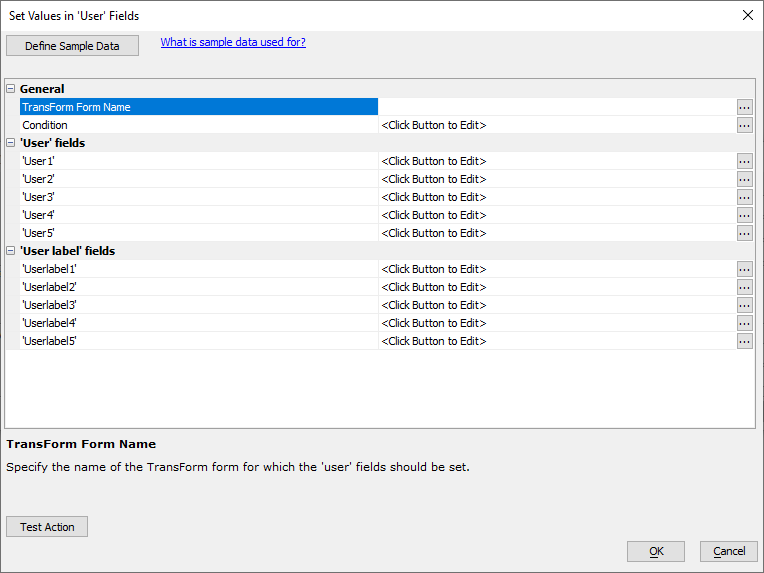 Set Values in 'User' Fields
Define Sample Data
What is sample data used for?
General
TransForm Form Name ...
Condition <Click Button to Edit> ...
'User' fields
'User1' <Click Button to Edit> ...
'User2' <Click Button to Edit> ...
'User3' <Click Button to Edit> ...
'User4' <Click Button to Edit> ...
'User5' <Click Button to Edit> ...
'User label' fields
'Userlabel1' <Click Button to Edit> ...
'Userlabel2' <Click Button to Edit> ...
'Userlabel3' <Click Button to Edit> ...
'Userlabel4' <Click Button to Edit> ...
'Userlabel5' <Click Button to Edit> ...
TransForm Form Name
Specify the name of the TransForm form for which the 'user' fields should be set.
Test Action
OK Cancel